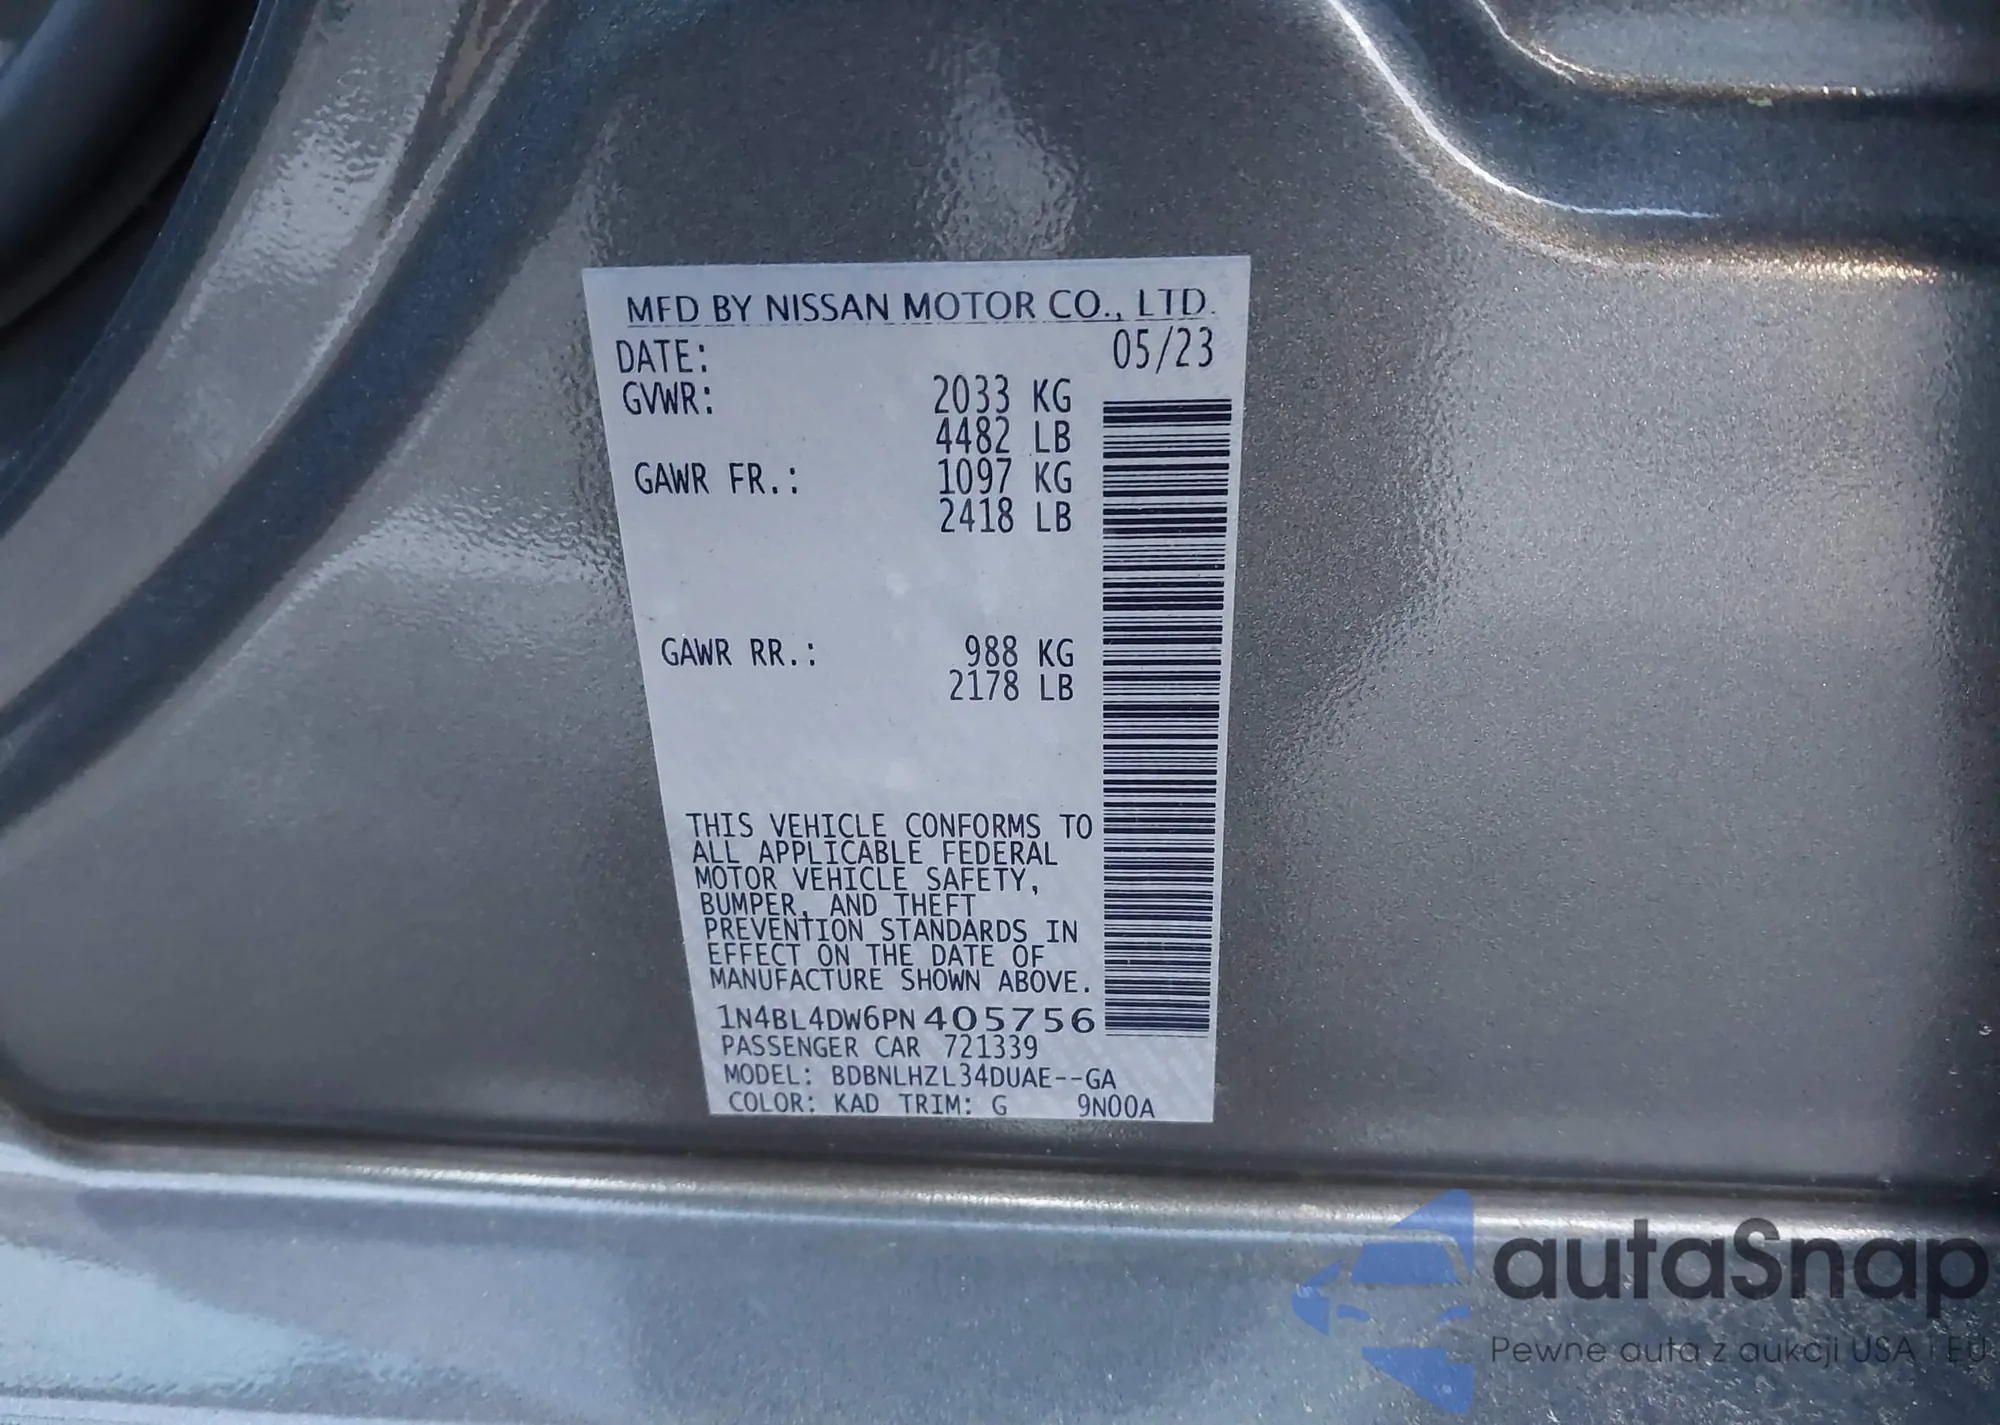 MFD BY NISSAN MOTOR CO., LTD.
DATE: 05/23
GVWR: 2033 KG
4482 LB
GAWR FR.: 1097 KG
2418 LB
GAWR RR.: 988 KG
2178 LB
THIS VEHICLE CONFORMS TO
ALL APPLICABLE FEDERAL
MOTOR VEHICLE SAFETY,
BUMPER, AND THEFT
PREVENTION STANDARDS IN
EFFECT ON THE DATE OF
MANUFACTURE SHOWN ABOVE.
1N4BL4DW6PN405756
PASSENGER CAR 721339
MODEL: BDBNLHZL34DUAE--GA
COLOR: KAD TRIM: G 9N00A
autaSnap
Pewne auta z aukcji USA i EU